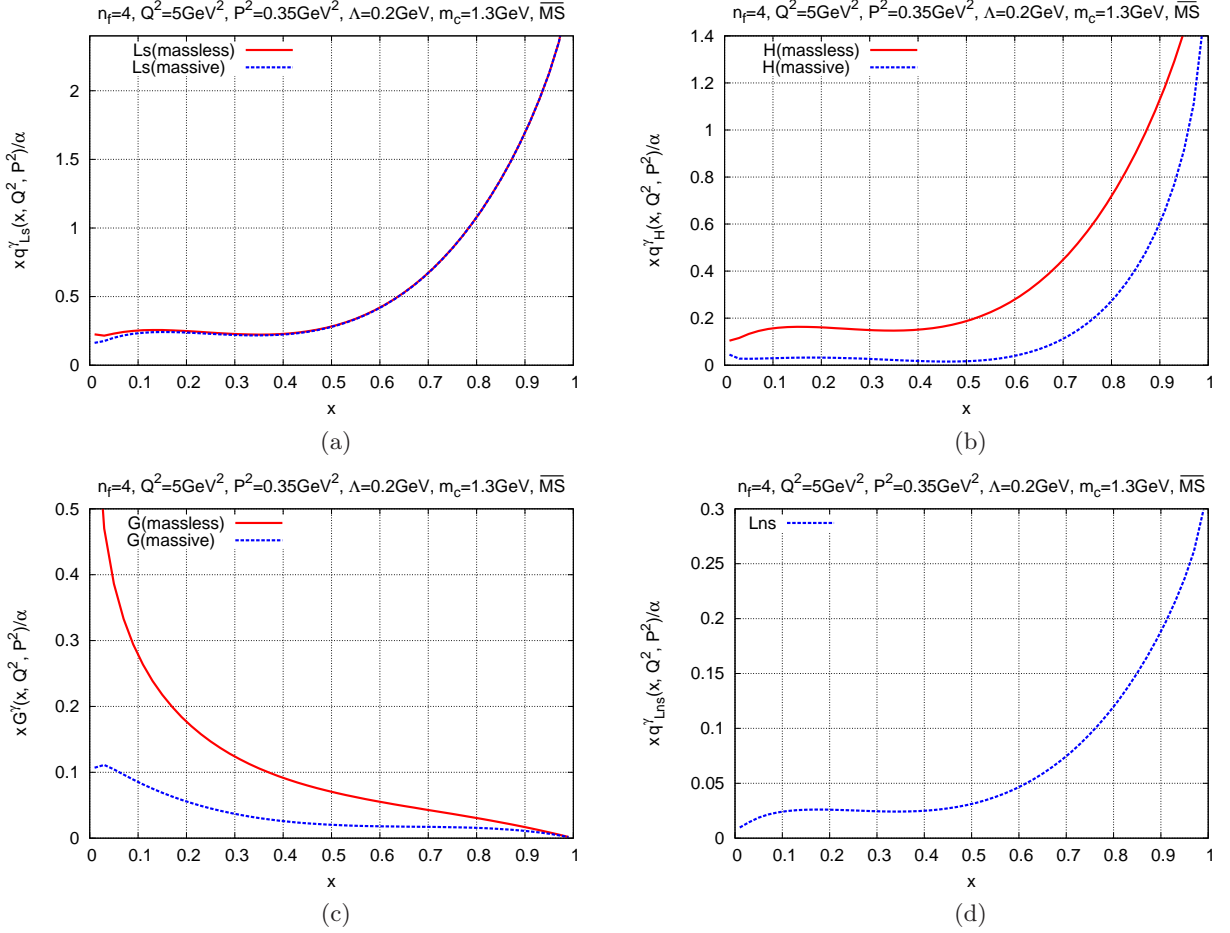 n_f=4, Q^2=5GeV^2, P^2=0.35GeV^2, Λ=0.2GeV, m_c=1.3GeV, \overline{MS}
Ls(massless)
Ls(massive)
x q^γ_Ls(x, Q^2, P^2)/α
2
1.5
1
0.5
0
0 0.1 0.2 0.3 0.4 0.5 0.6 0.7 0.8 0.9 1
x
(a)
n_f=4, Q^2=5GeV^2, P^2=0.35GeV^2, Λ=0.2GeV, m_c=1.3GeV, \overline{MS}
H(massless)
H(massive)
x q^γ_H(x, Q^2, P^2)/α
1.4
1.2
1
0.8
0.6
0.4
0.2
0
0 0.1 0.2 0.3 0.4 0.5 0.6 0.7 0.8 0.9 1
x
(b)
n_f=4, Q^2=5GeV^2, P^2=0.35GeV^2, Λ=0.2GeV, m_c=1.3GeV, \overline{MS}
G(massless)
G(massive)
x G^γ(x, Q^2, P^2)/α
0.5
0.4
0.3
0.2
0.1
0
0 0.1 0.2 0.3 0.4 0.5 0.6 0.7 0.8 0.9 1
x
(c)
n_f=4, Q^2=5GeV^2, P^2=0.35GeV^2, Λ=0.2GeV, m_c=1.3GeV, \overline{MS}
Lns
x q^γ_Lns(x, Q^2, P^2)/α
0.3
0.25
0.2
0.15
0.1
0.05
0
0 0.1 0.2 0.3 0.4 0.5 0.6 0.7 0.8 0.9 1
x
(d)